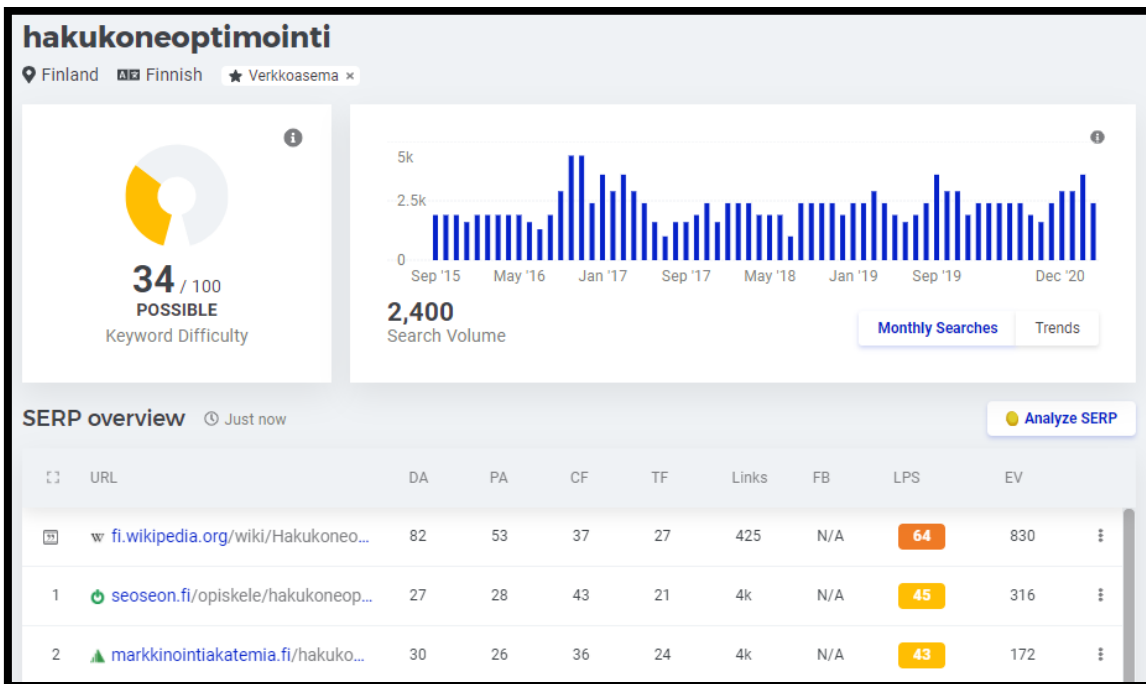 hakukoneoptimointi
Finland Finnish Verkkoasema ×
5k
2.5k
0
Sep '15 May '16 Jan '17 Sep '17 May '18 Jan '19 Sep '19 Dec '20
34 / 100
POSSIBLE
Keyword Difficulty
2,400
Search Volume
Monthly Searches Trends
SERP overview Just now Analyze SERP
URL DA PA CF TF Links FB LPS EV
W fi.wikipedia.org/wiki/Hakukoneo... 82 53 37 27 425 N/A 64 830
1 seoseon.fi/opiskele/hakukoneop... 27 28 43 21 4k N/A 45 316
2 markkinointiakatemia.fi/hakuko... 30 26 36 24 4k N/A 43 172